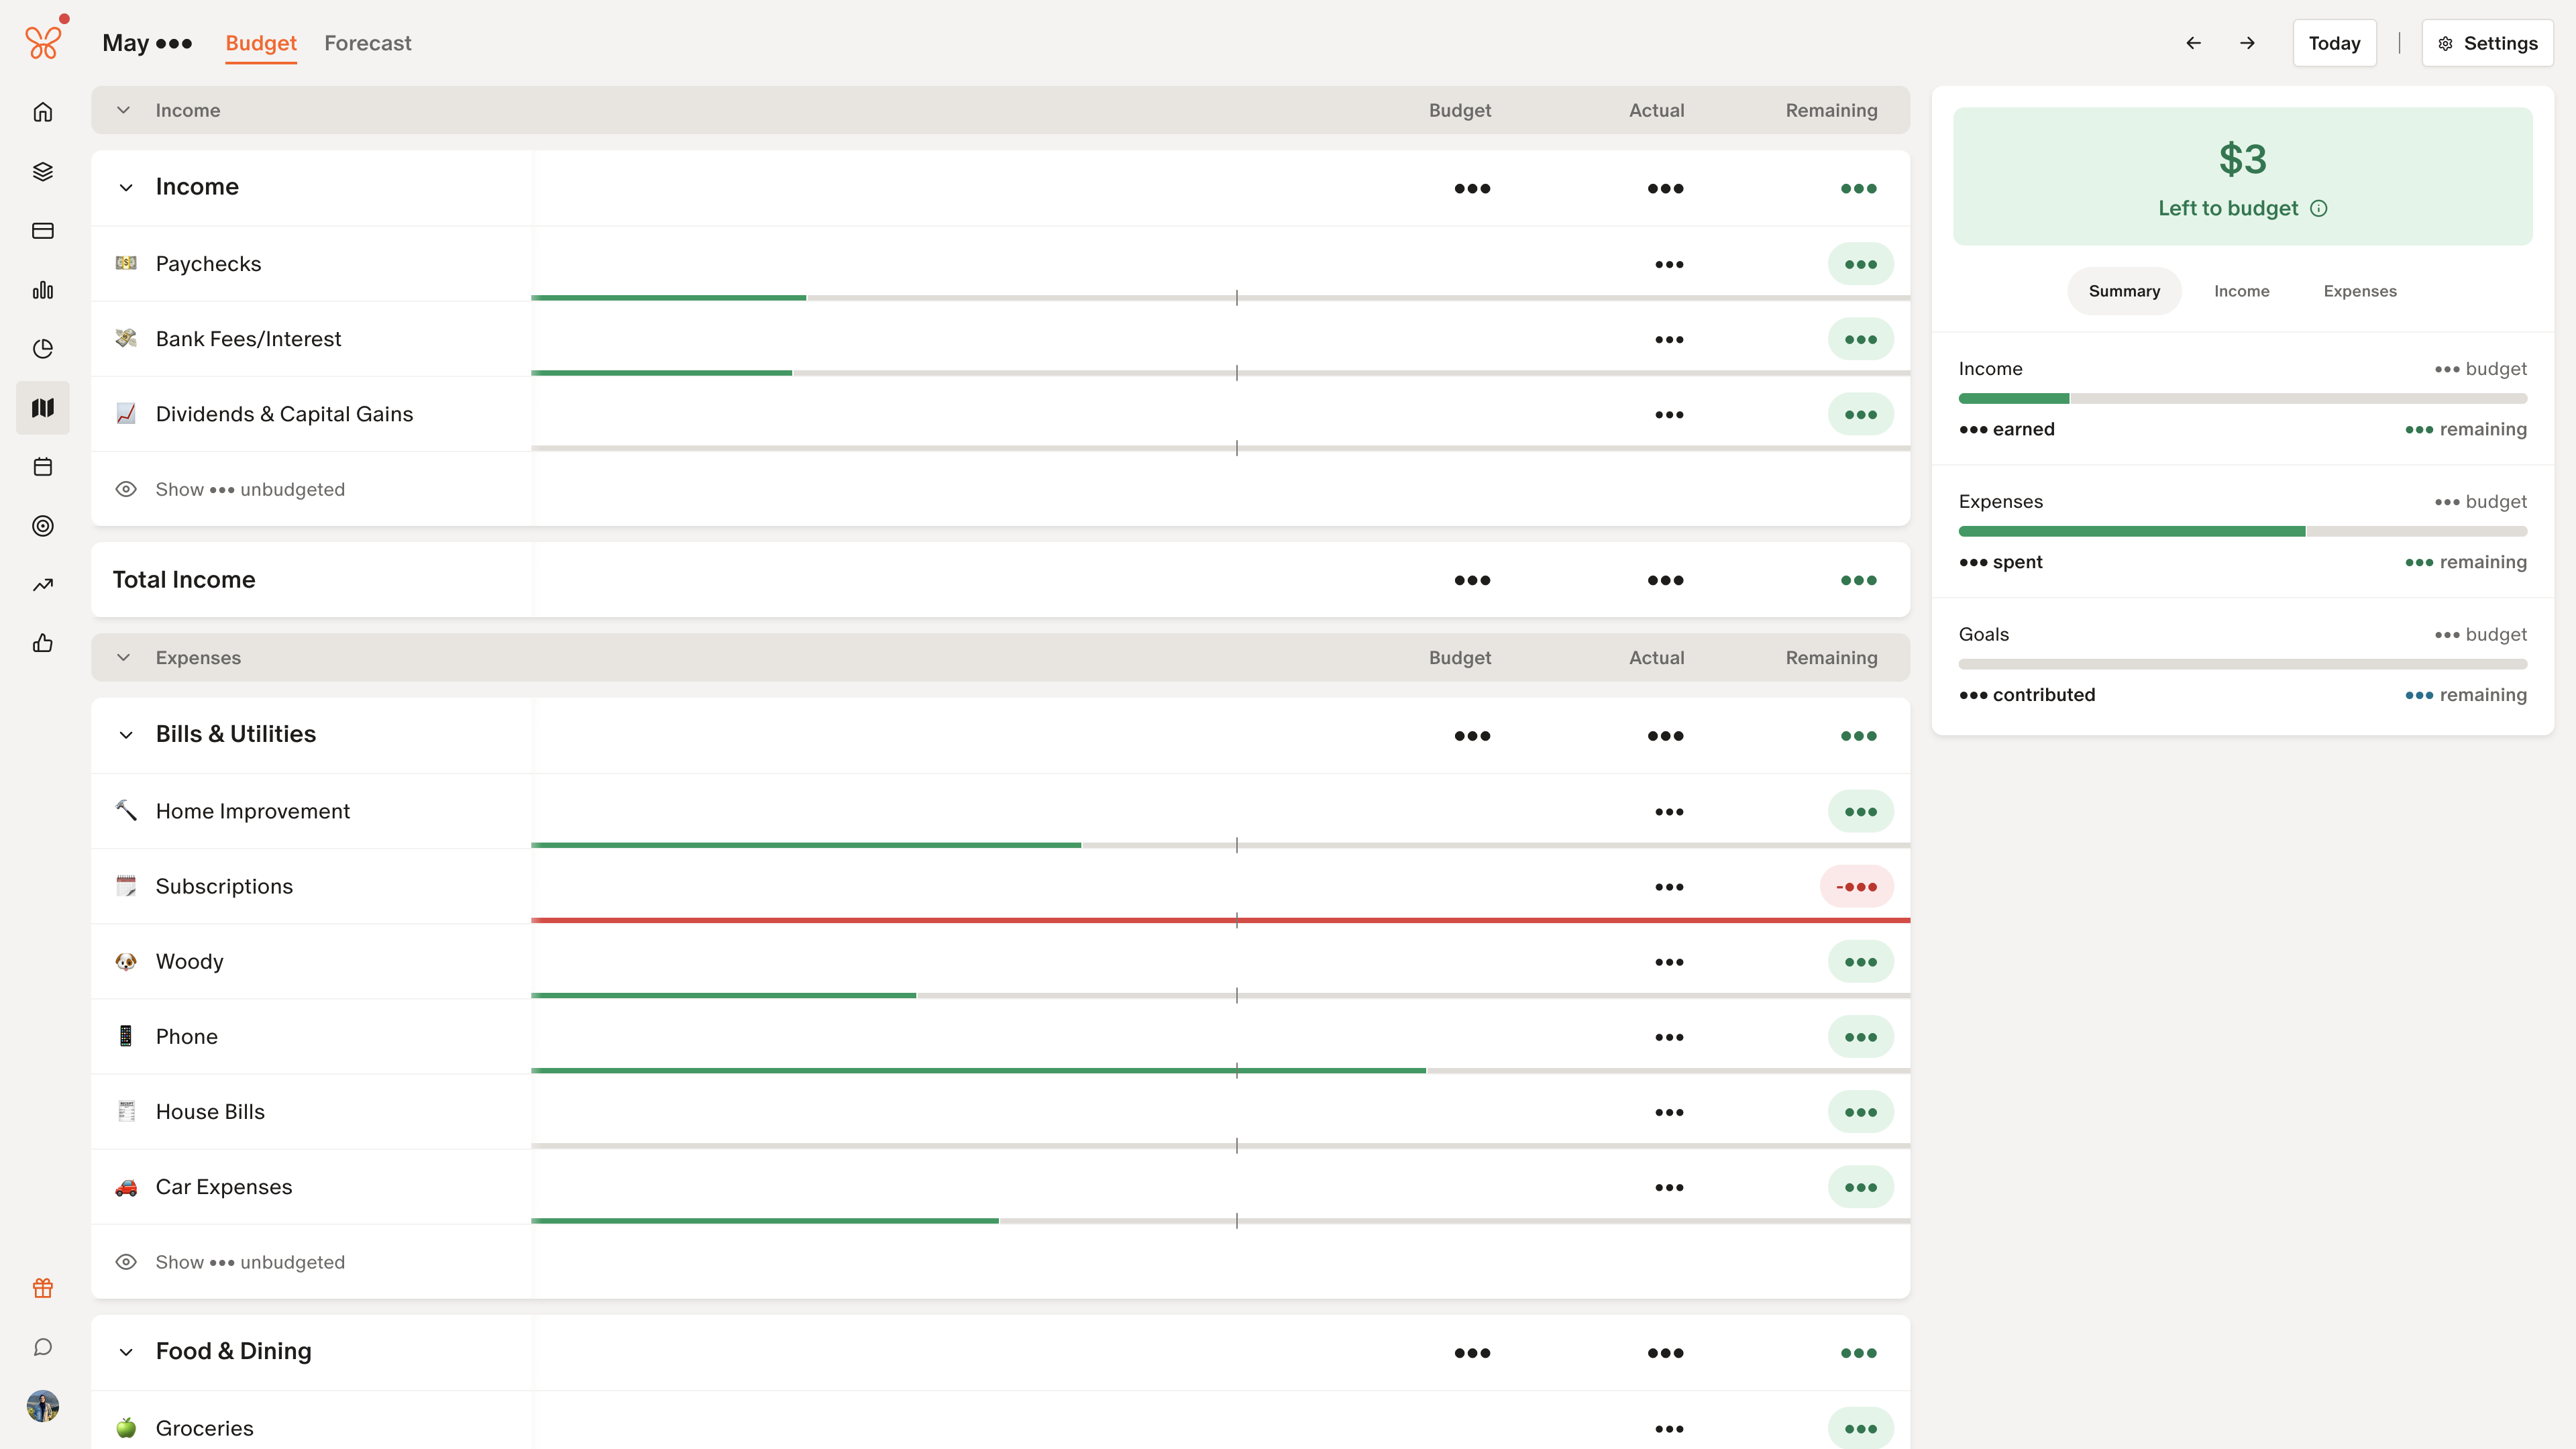 May ●●● Budget Forecast Today Settings
Income Budget Actual Remaining
Income ●●● ●●● ●●●
Paychecks ●●● ●●●
Bank Fees/Interest ●●● ●●●
Dividends & Capital Gains ●●● ●●●
Show ●●● unbudgeted
Total Income ●●● ●●● ●●●
Expenses Budget Actual Remaining
Bills & Utilities ●●● ●●● ●●●
Home Improvement ●●● ●●●
Subscriptions ●●● -●●●
Woody ●●● ●●●
Phone ●●● ●●●
House Bills ●●● ●●●
Car Expenses ●●● ●●●
Show ●●● unbudgeted
Food & Dining ●●● ●●● ●●●
Groceries ●●● ●●●
$3
Left to budget
Summary Income Expenses
Income ●●● budget
●●● earned ●●● remaining
Expenses ●●● budget
●●● spent ●●● remaining
Goals ●●● budget
●●● contributed ●●● remaining